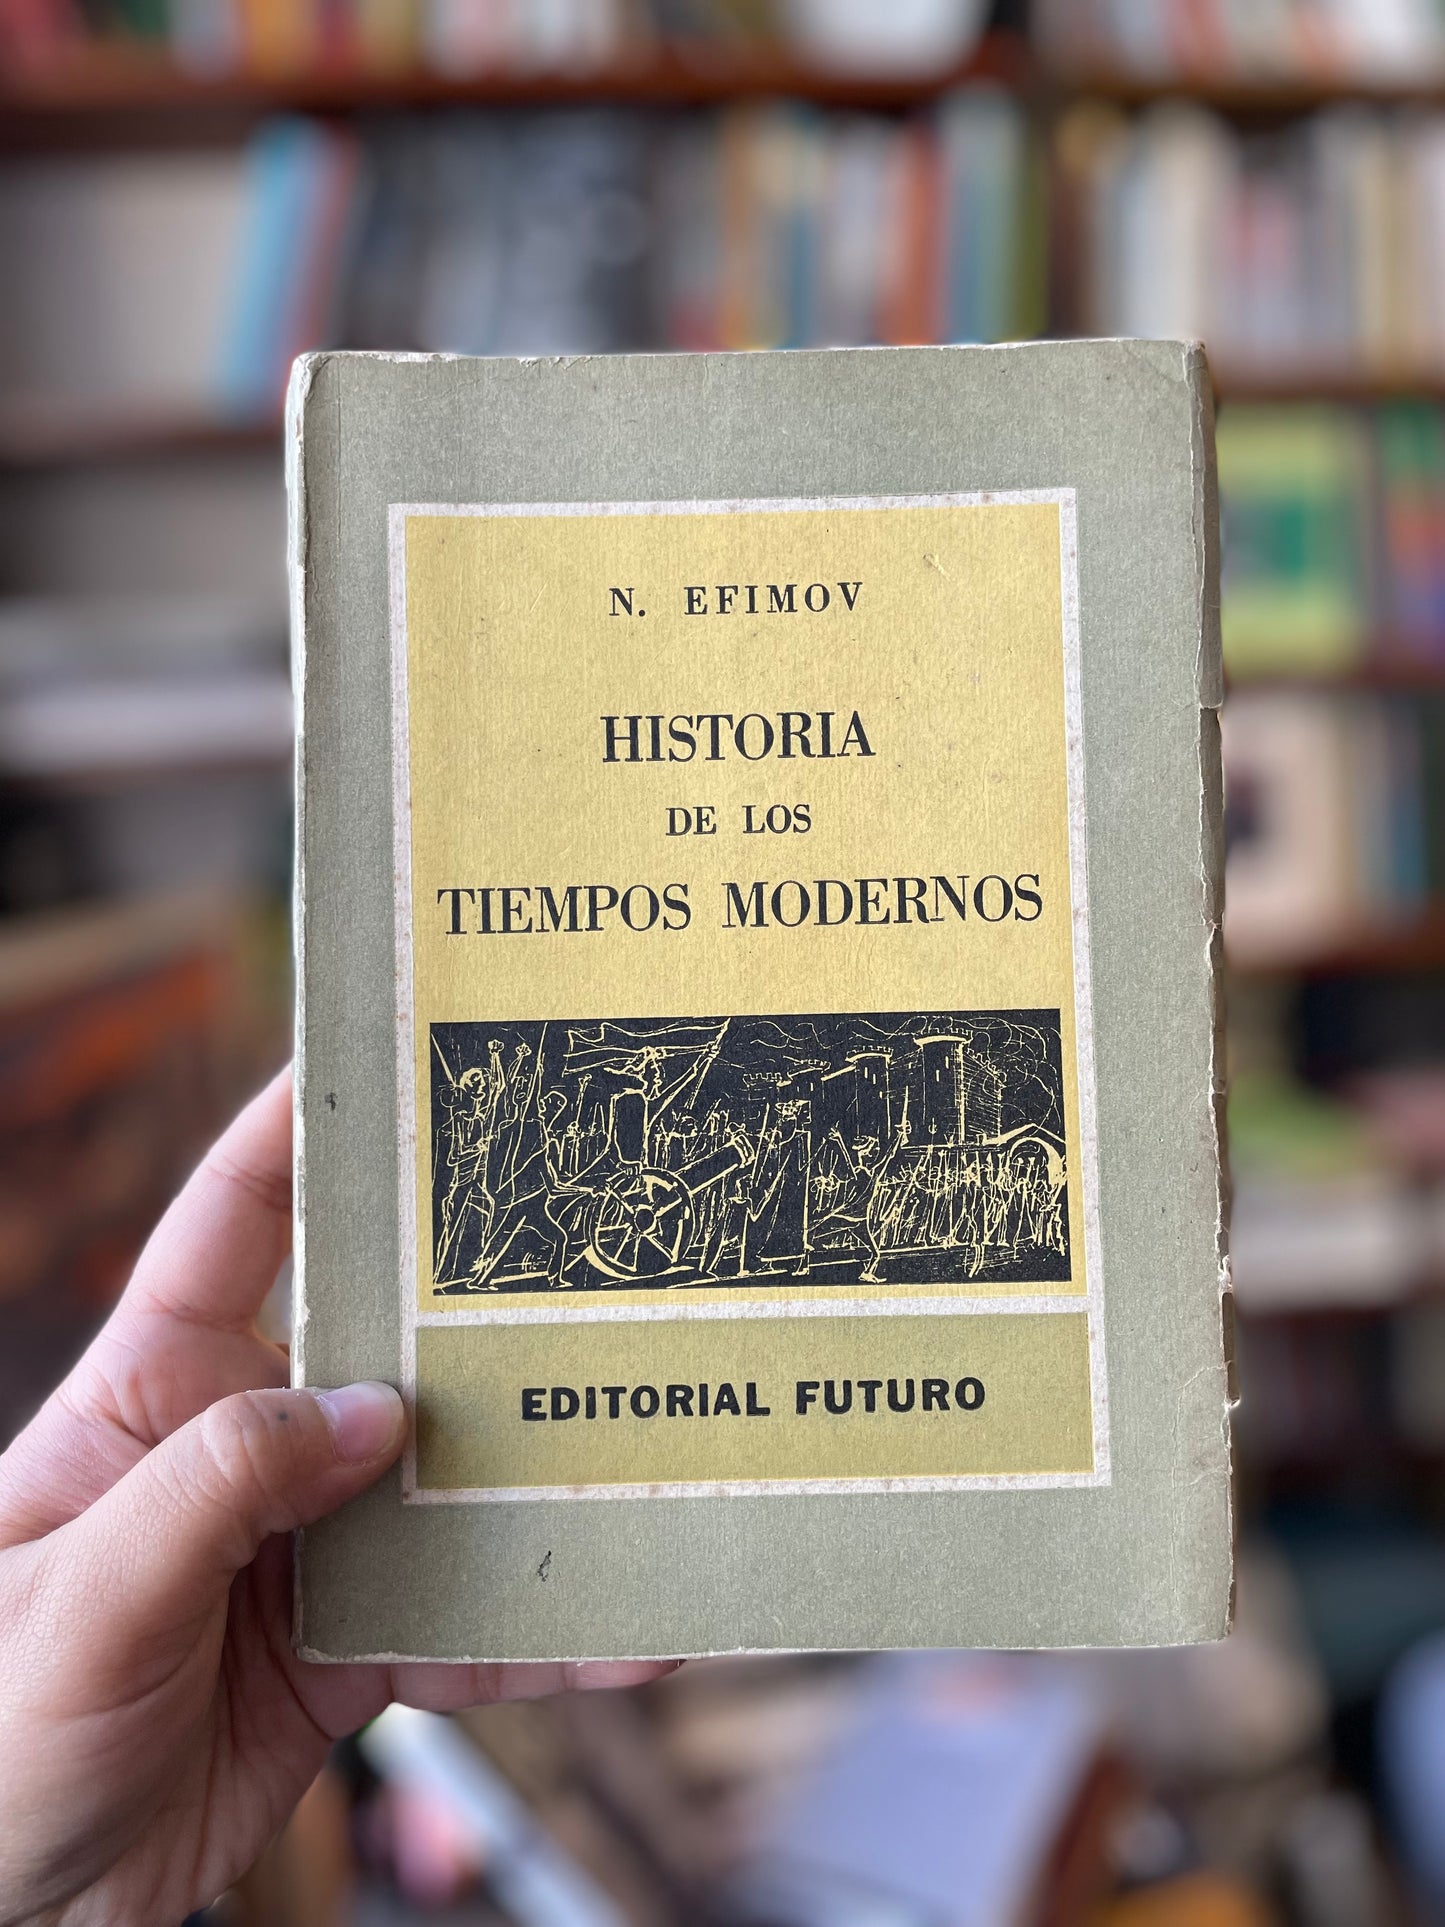 N. EFIMOV
HISTORIA
DE LOS
TIEMPOS MODERNOS
EDITORIAL FUTURO